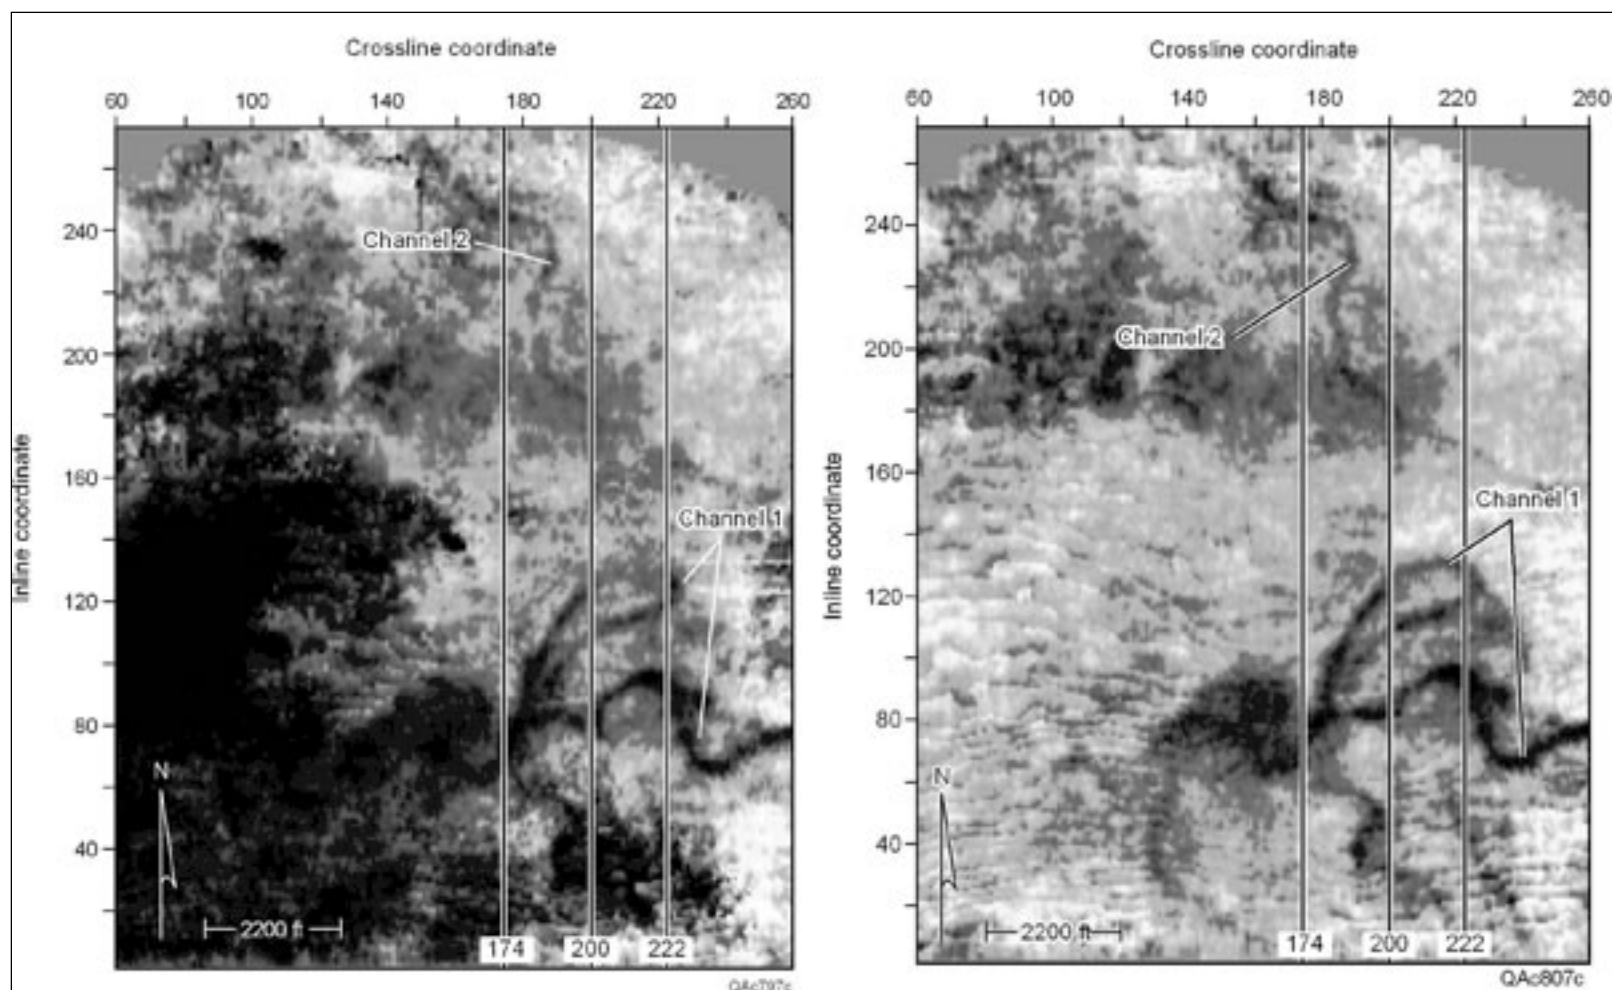 Crossline coordinate
60 100 140 180 220 260
Inline coordinate
240
200
160
120
80
40
Channel 2
Channel 1
N
2200 ft
174 200 222
QAc797c
Crossline coordinate
60 100 140 180 220 260
Inline coordinate
240
200
160
120
80
40
Channel 2
Channel 1
N
2200 ft
174 200 222
QAc807c